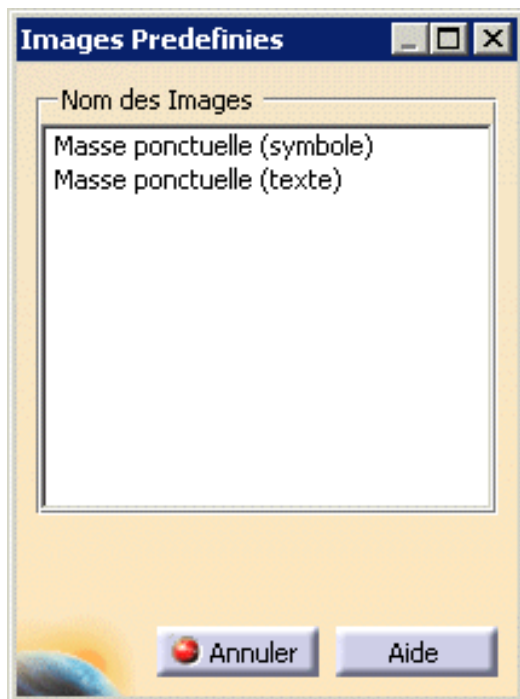 Images Predefinies
Nom des Images
Masse ponctuelle (symbole)
Masse ponctuelle (texte)
Annuler
Aide